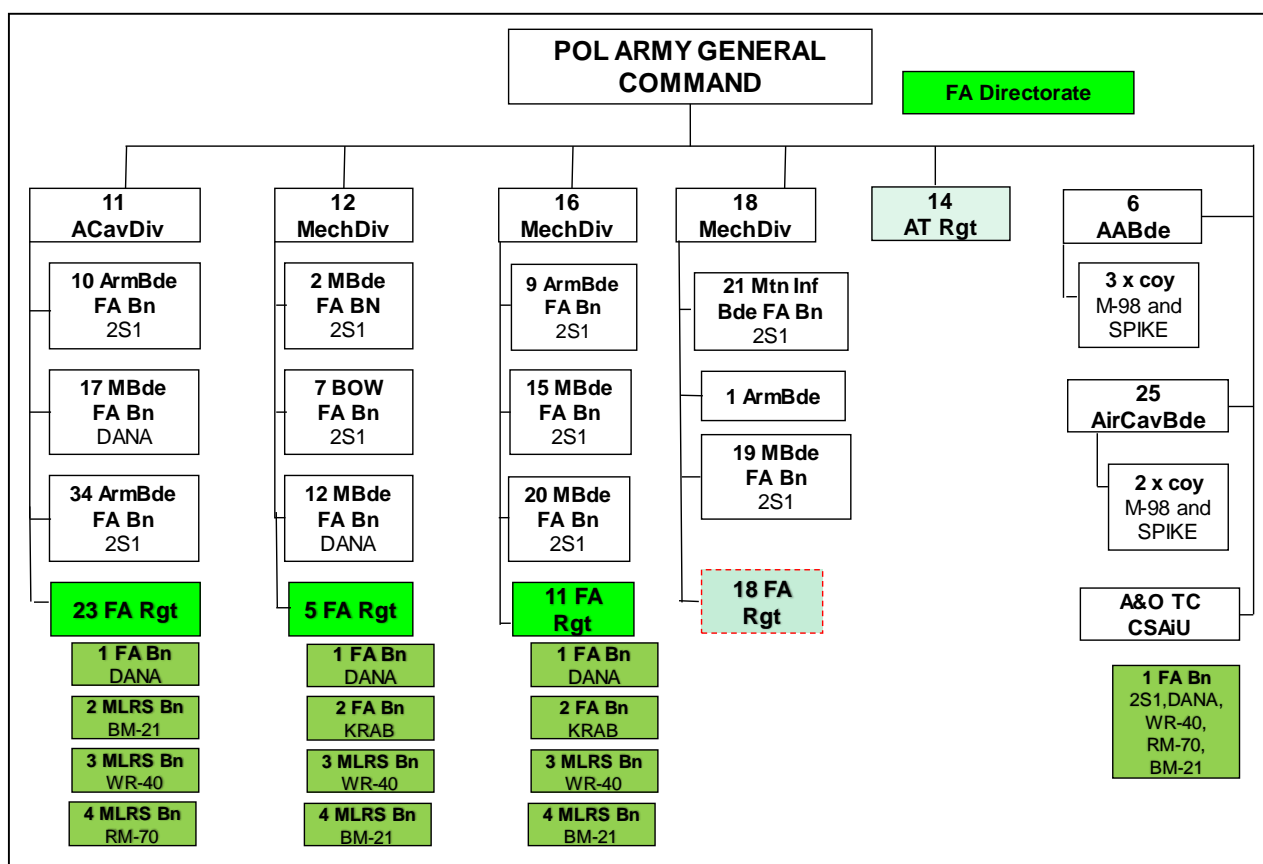 POL ARMY GENERAL
COMMAND
FA Directorate
11
ACavDiv
10 ArmBde
FA Bn
2S1
17 MBde
FA Bn
DANA
34 ArmBde
FA Bn
2S1
23 FA Rgt
1 FA Bn
DANA
2 MLRS Bn
BM-21
3 MLRS Bn
WR-40
4 MLRS Bn
RM-70
12
MechDiv
2 MBde
FA BN
2S1
7 BOW
FA Bn
2S1
12 MBde
FA Bn
DANA
5 FA Rgt
1 FA Bn
DANA
2 FA Bn
KRAB
3 MLRS Bn
WR-40
4 MLRS Bn
BM-21
16
MechDiv
9 ArmBde
FA Bn
2S1
15 MBde
FA Bn
2S1
20 MBde
FA Bn
2S1
11 FA
Rgt
1 FA Bn
DANA
2 FA Bn
KRAB
3 MLRS Bn
WR-40
4 MLRS Bn
BM-21
18
MechDiv
21 Mtn Inf
Bde FA Bn
2S1
1 ArmBde
19 MBde
FA Bn
2S1
18 FA
Rgt
14
AT Rgt
6
AABde
3 x coy
M-98 and
SPIKE
25
AirCavBde
2 x coy
M-98 and
SPIKE
A&O TC
CSAiU
1 FA Bn
2S1,DANA,
WR-40,
RM-70,
BM-21